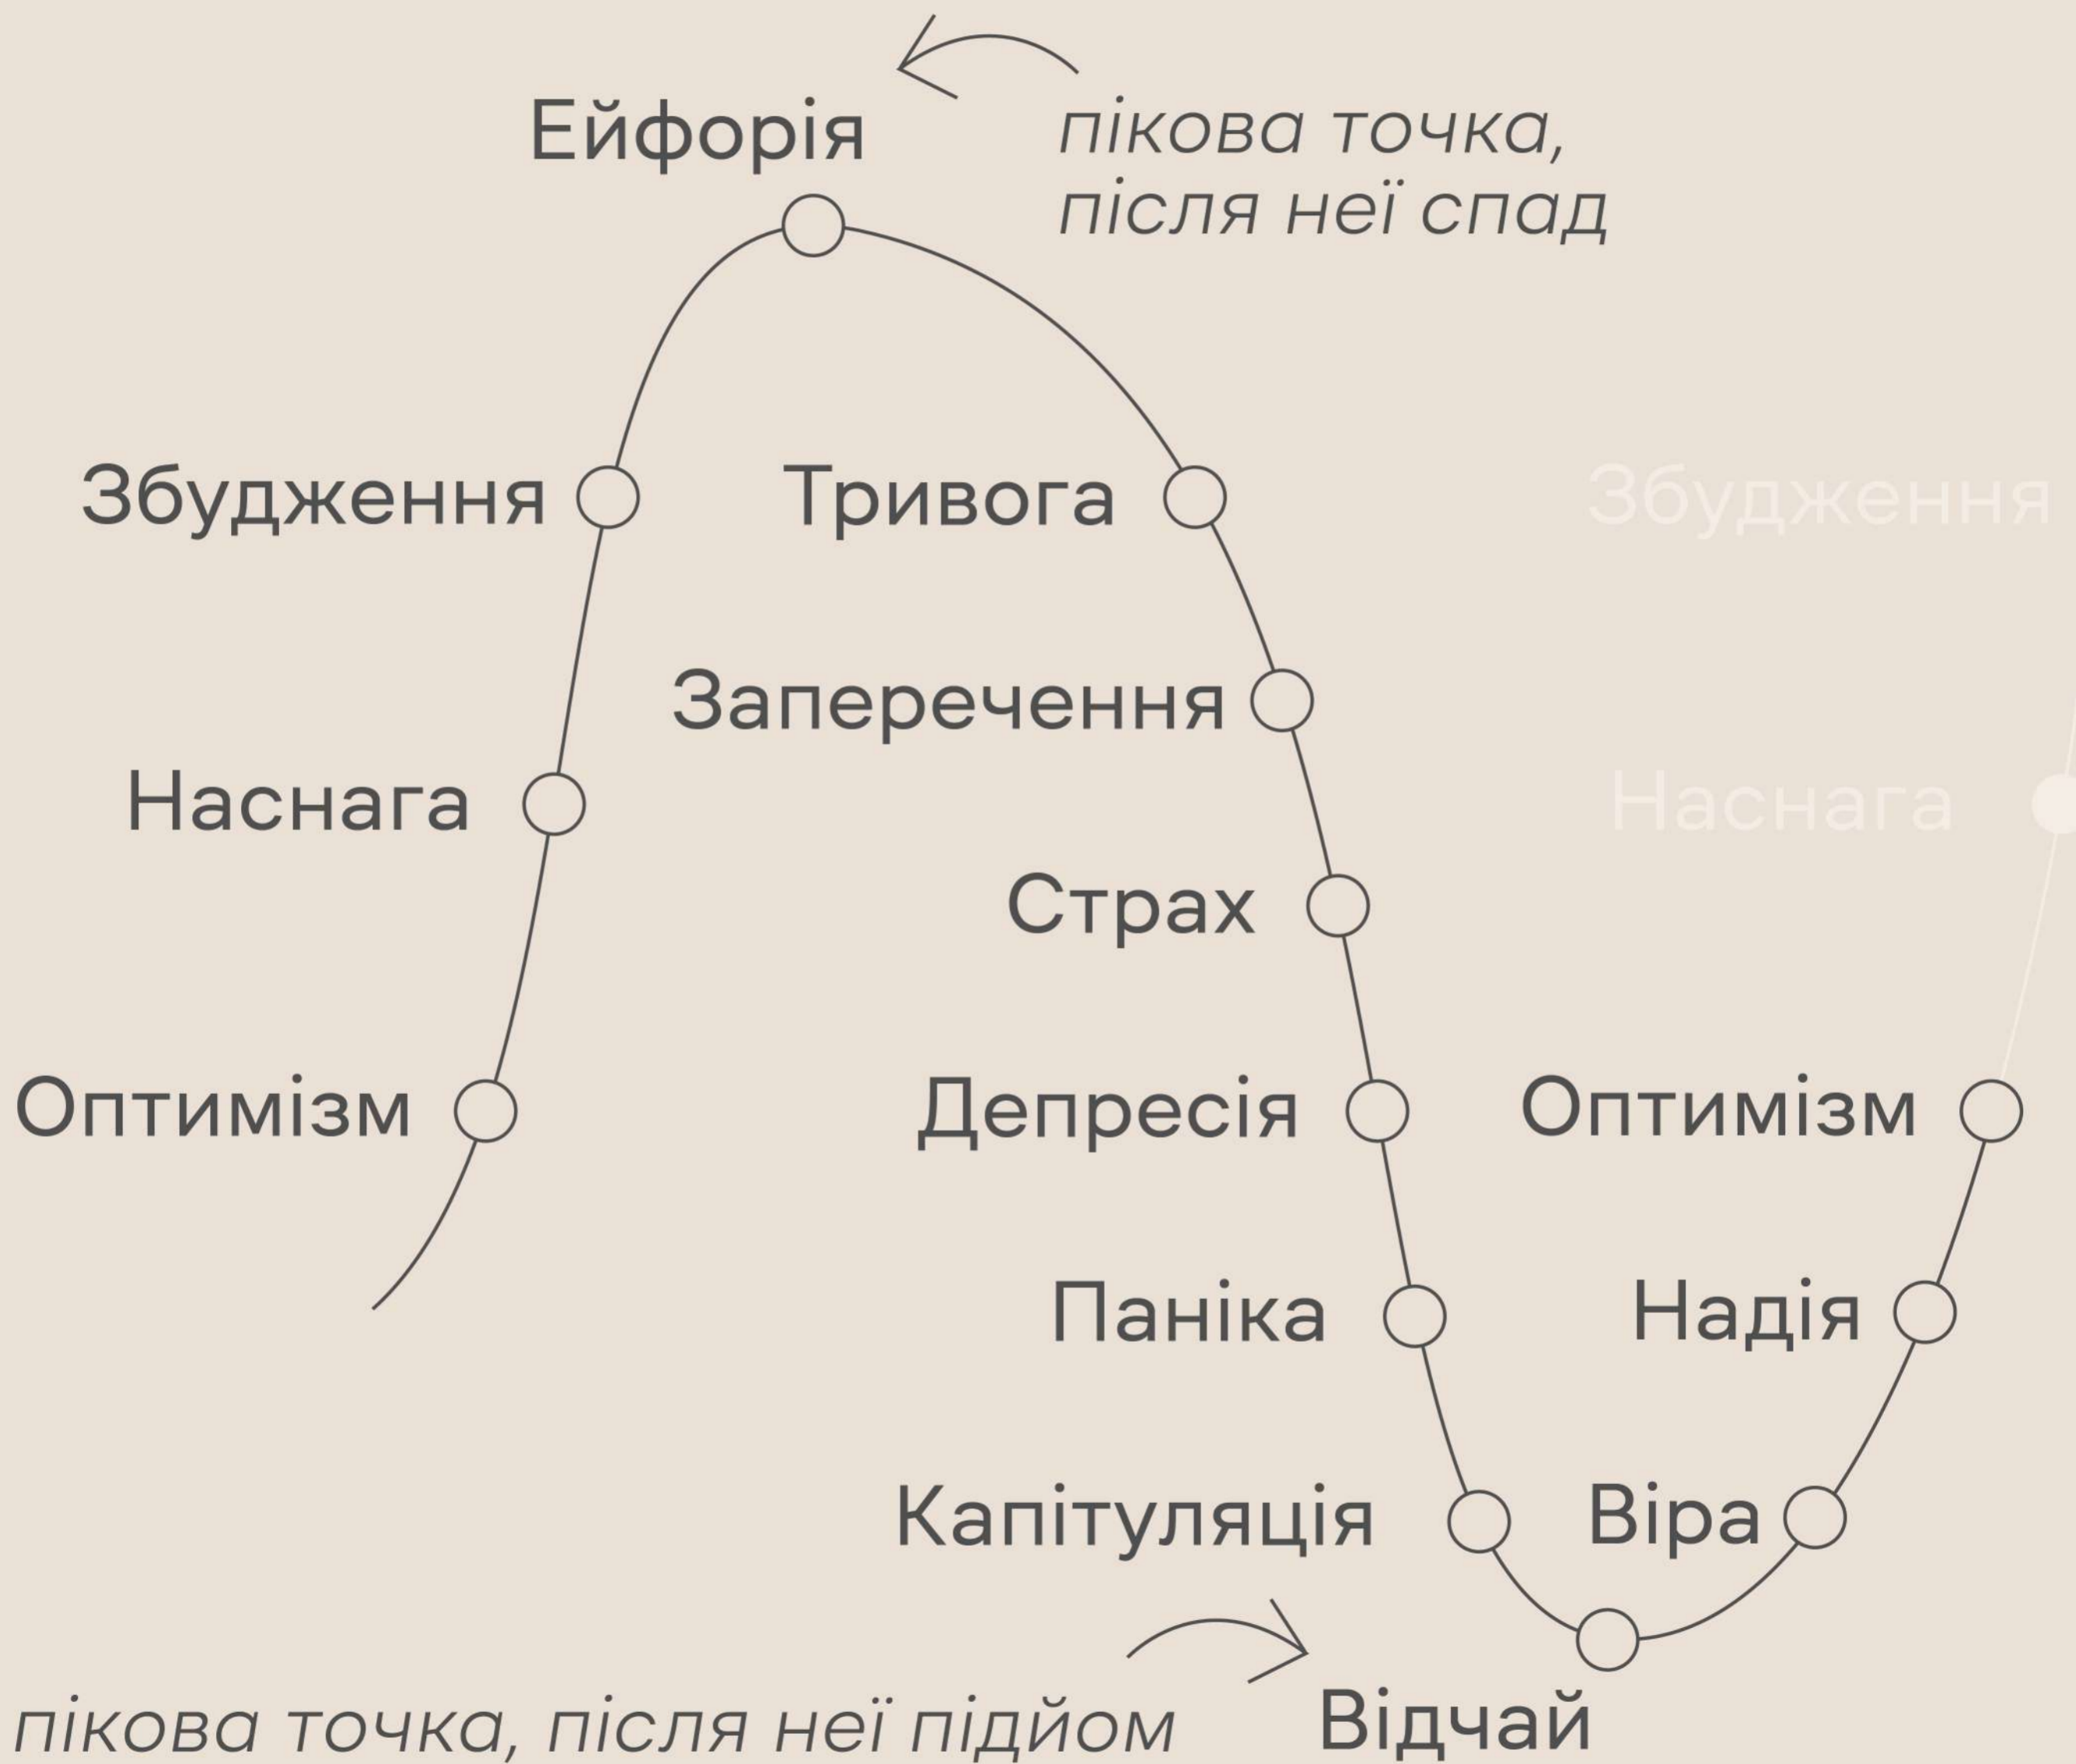 Ейфорія
пікова точка,
після неї спад
Збудження
Тривога
Збудження
Заперечення
Наснага
Наснага
Страх
Оптимізм
Депресія
Оптимізм
Паніка
Надія
Капітуляція
Віра
Відчай
пікова точка, після неї підйом